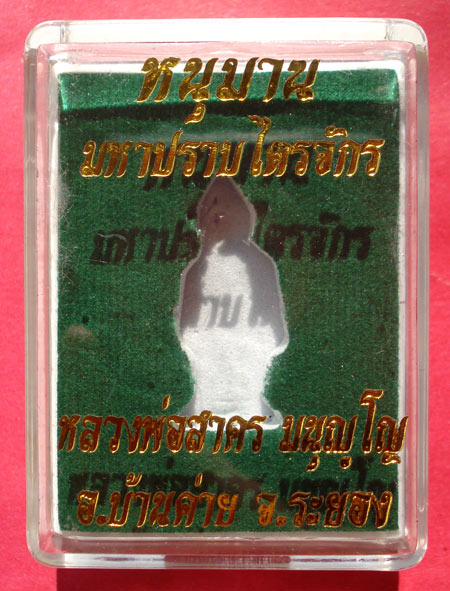 หนุมาน
มหาปราบไตรจักร
หลวงพ่อสาคร มนุญฺโญ
อ.บ้านค่าย จ.ระยอง